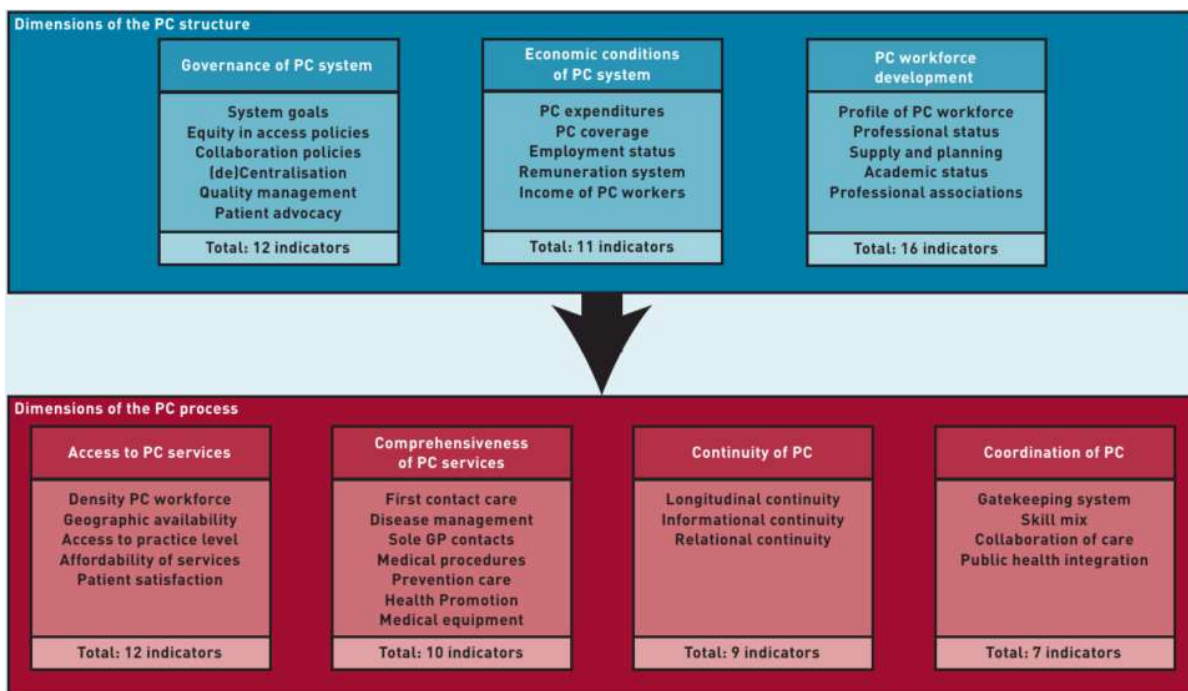 Dimensions of the PC structure
Governance of PC system
System goals
Equity in access policies
Collaboration policies
(de)Centralisation
Quality management
Patient advocacy
Total: 12 indicators
Economic conditions
of PC system
PC expenditures
PC coverage
Employment status
Remuneration system
Income of PC workers
Total: 11 indicators
PC workforce
development
Profile of PC workforce
Professional status
Supply and planning
Academic status
Professional associations
Total: 16 indicators
Dimensions of the PC process
Access to PC services
Density PC workforce
Geographic availability
Access to practice level
Affordability of services
Patient satisfaction
Total: 12 indicators
Comprehensiveness
of PC services
First contact care
Disease management
Sole GP contacts
Medical procedures
Prevention care
Health Promotion
Medical equipment
Total: 10 indicators
Continuity of PC
Longitudinal continuity
Informational continuity
Relational continuity
Total: 9 indicators
Coordination of PC
Gatekeeping system
Skill mix
Collaboration of care
Public health integration
Total: 7 indicators